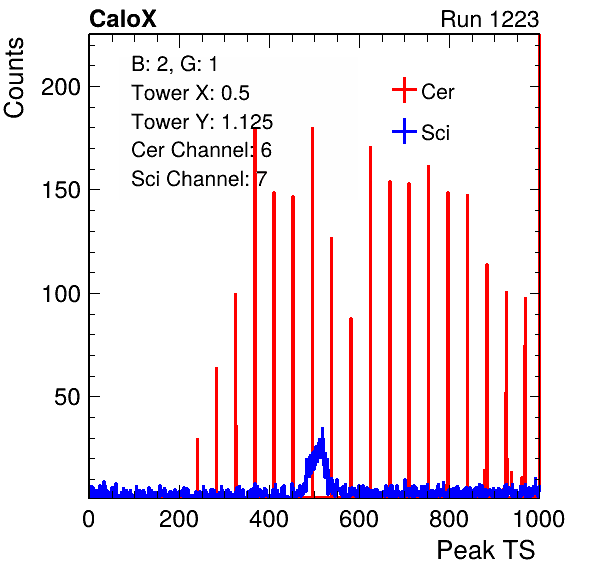 CaloX Run 1223
Counts
B: 2, G: 1
Tower X: 0.5
Tower Y: 1.125
Cer Channel: 6
Sci Channel: 7
Cer
Sci
200
150
100
50
0 200 400 600 800 1000
Peak TS